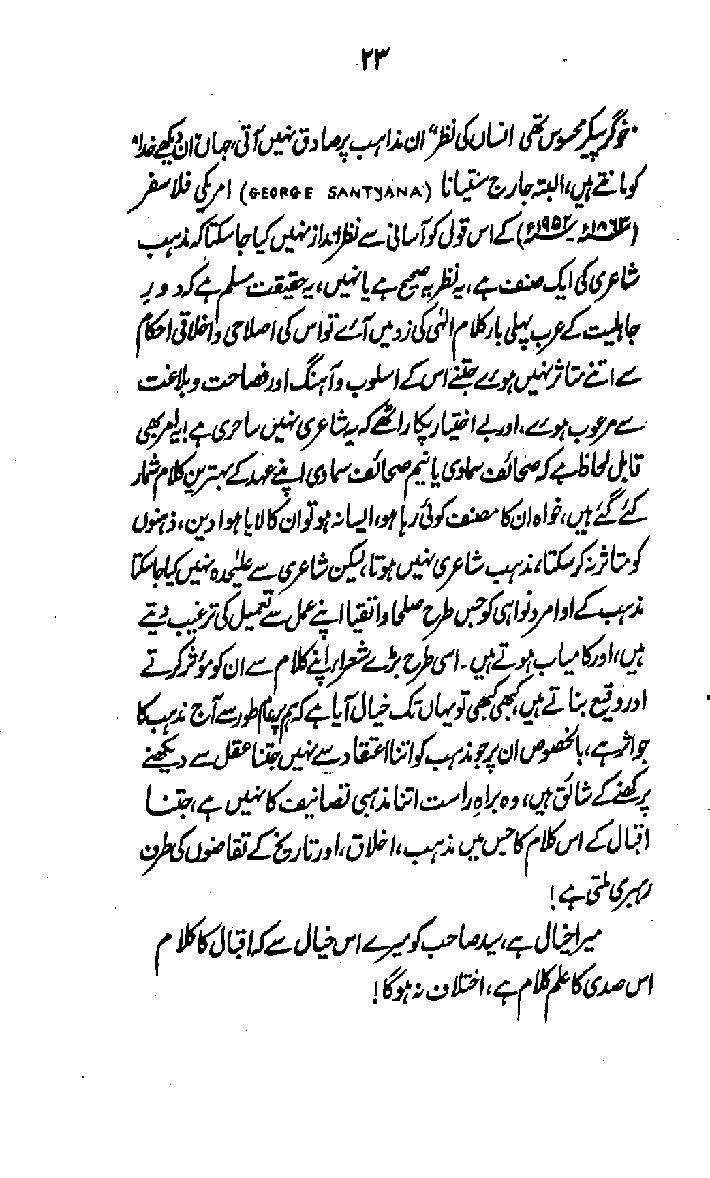 ۲۳
"خوگر پیکر محسوس تھی انساں کی نظر" ان مذاہب پر صادق نہیں آتی، جہاں "ان دیکھے خدا"
کو مانتے ہیں، البتہ جارج ستیانا (GEORGE SANTYANA) امریکی فلاسفر
(۱۸۶۳ء ۱۹۵۲ء) کے اس قول کو آسانی سے نظر انداز نہیں کیا جا سکتا کہ مذہب
شاعری کی ایک صنف ہے، یہ نظریہ صحیح ہے یا نہیں، یہ حقیقت مسلم ہے کہ دور
جاہلیت کے عرب پہلی بار کلام الٰہی کی زد میں آئے تو اس کی اصلاحی و اخلاقی احکام
سے اتنے متاثر نہیں ہوئے جتنے اس کے اسلوب و آہنگ اور فصاحت و بلاغت
سے مرعوب ہوئے، اور بے اختیار پکار اٹھے کہ یہ شاعری نہیں ساحری ہے، یہ امر بھی
قابل لحاظ ہے کہ صحائف سماوی یا نیم صحائف سماوی اپنے عہد کے بہترین کلام شمار
کئے گئے ہیں، خواہ ان کا مصنف کوئی رہا ہو، ایسا نہ ہو تو ان کا لایا ہوا دین، ذہنوں
کو متاثر نہ کر سکتا، مذہب شاعری نہیں ہوتا، لیکن شاعری سے علیٰحدہ نہیں کیا جا سکتا
مذہب کے اوامر و نواہی کو جس طرح صلحا و اتقیا اپنے عمل سے تعمیل کی ترغیب دیتے
ہیں، اور کامیاب ہوتے ہیں۔ اسی طرح بڑے شعراء اپنے کلام سے ان کو مؤثر کرتے
اور وقیع بناتے ہیں، کبھی کبھی تو یہاں تک خیال آیا ہے کہ ہم پر عام طور سے آج مذہب کا
جو اثر ہے، بالخصوص ان پر جو مذہب کو اتنا اعتقاد سے نہیں جتنا عقل سے دیکھنے
پرکھنے کے شائق ہیں، وہ براہِ راست اتنا مذہبی تصانیف کا نہیں ہے، جتنا
اقبال کے اس کلام کا جس میں مذہب، اخلاق، اور تاریخ کے تقاضوں کی طرف
رہبری ملتی ہے!
میرا خیال ہے، سید صاحب کو میرے اس خیال سے کہ اقبال کا کلام
اس صدی کا علم کلام ہے، اختلاف نہ ہوگا!